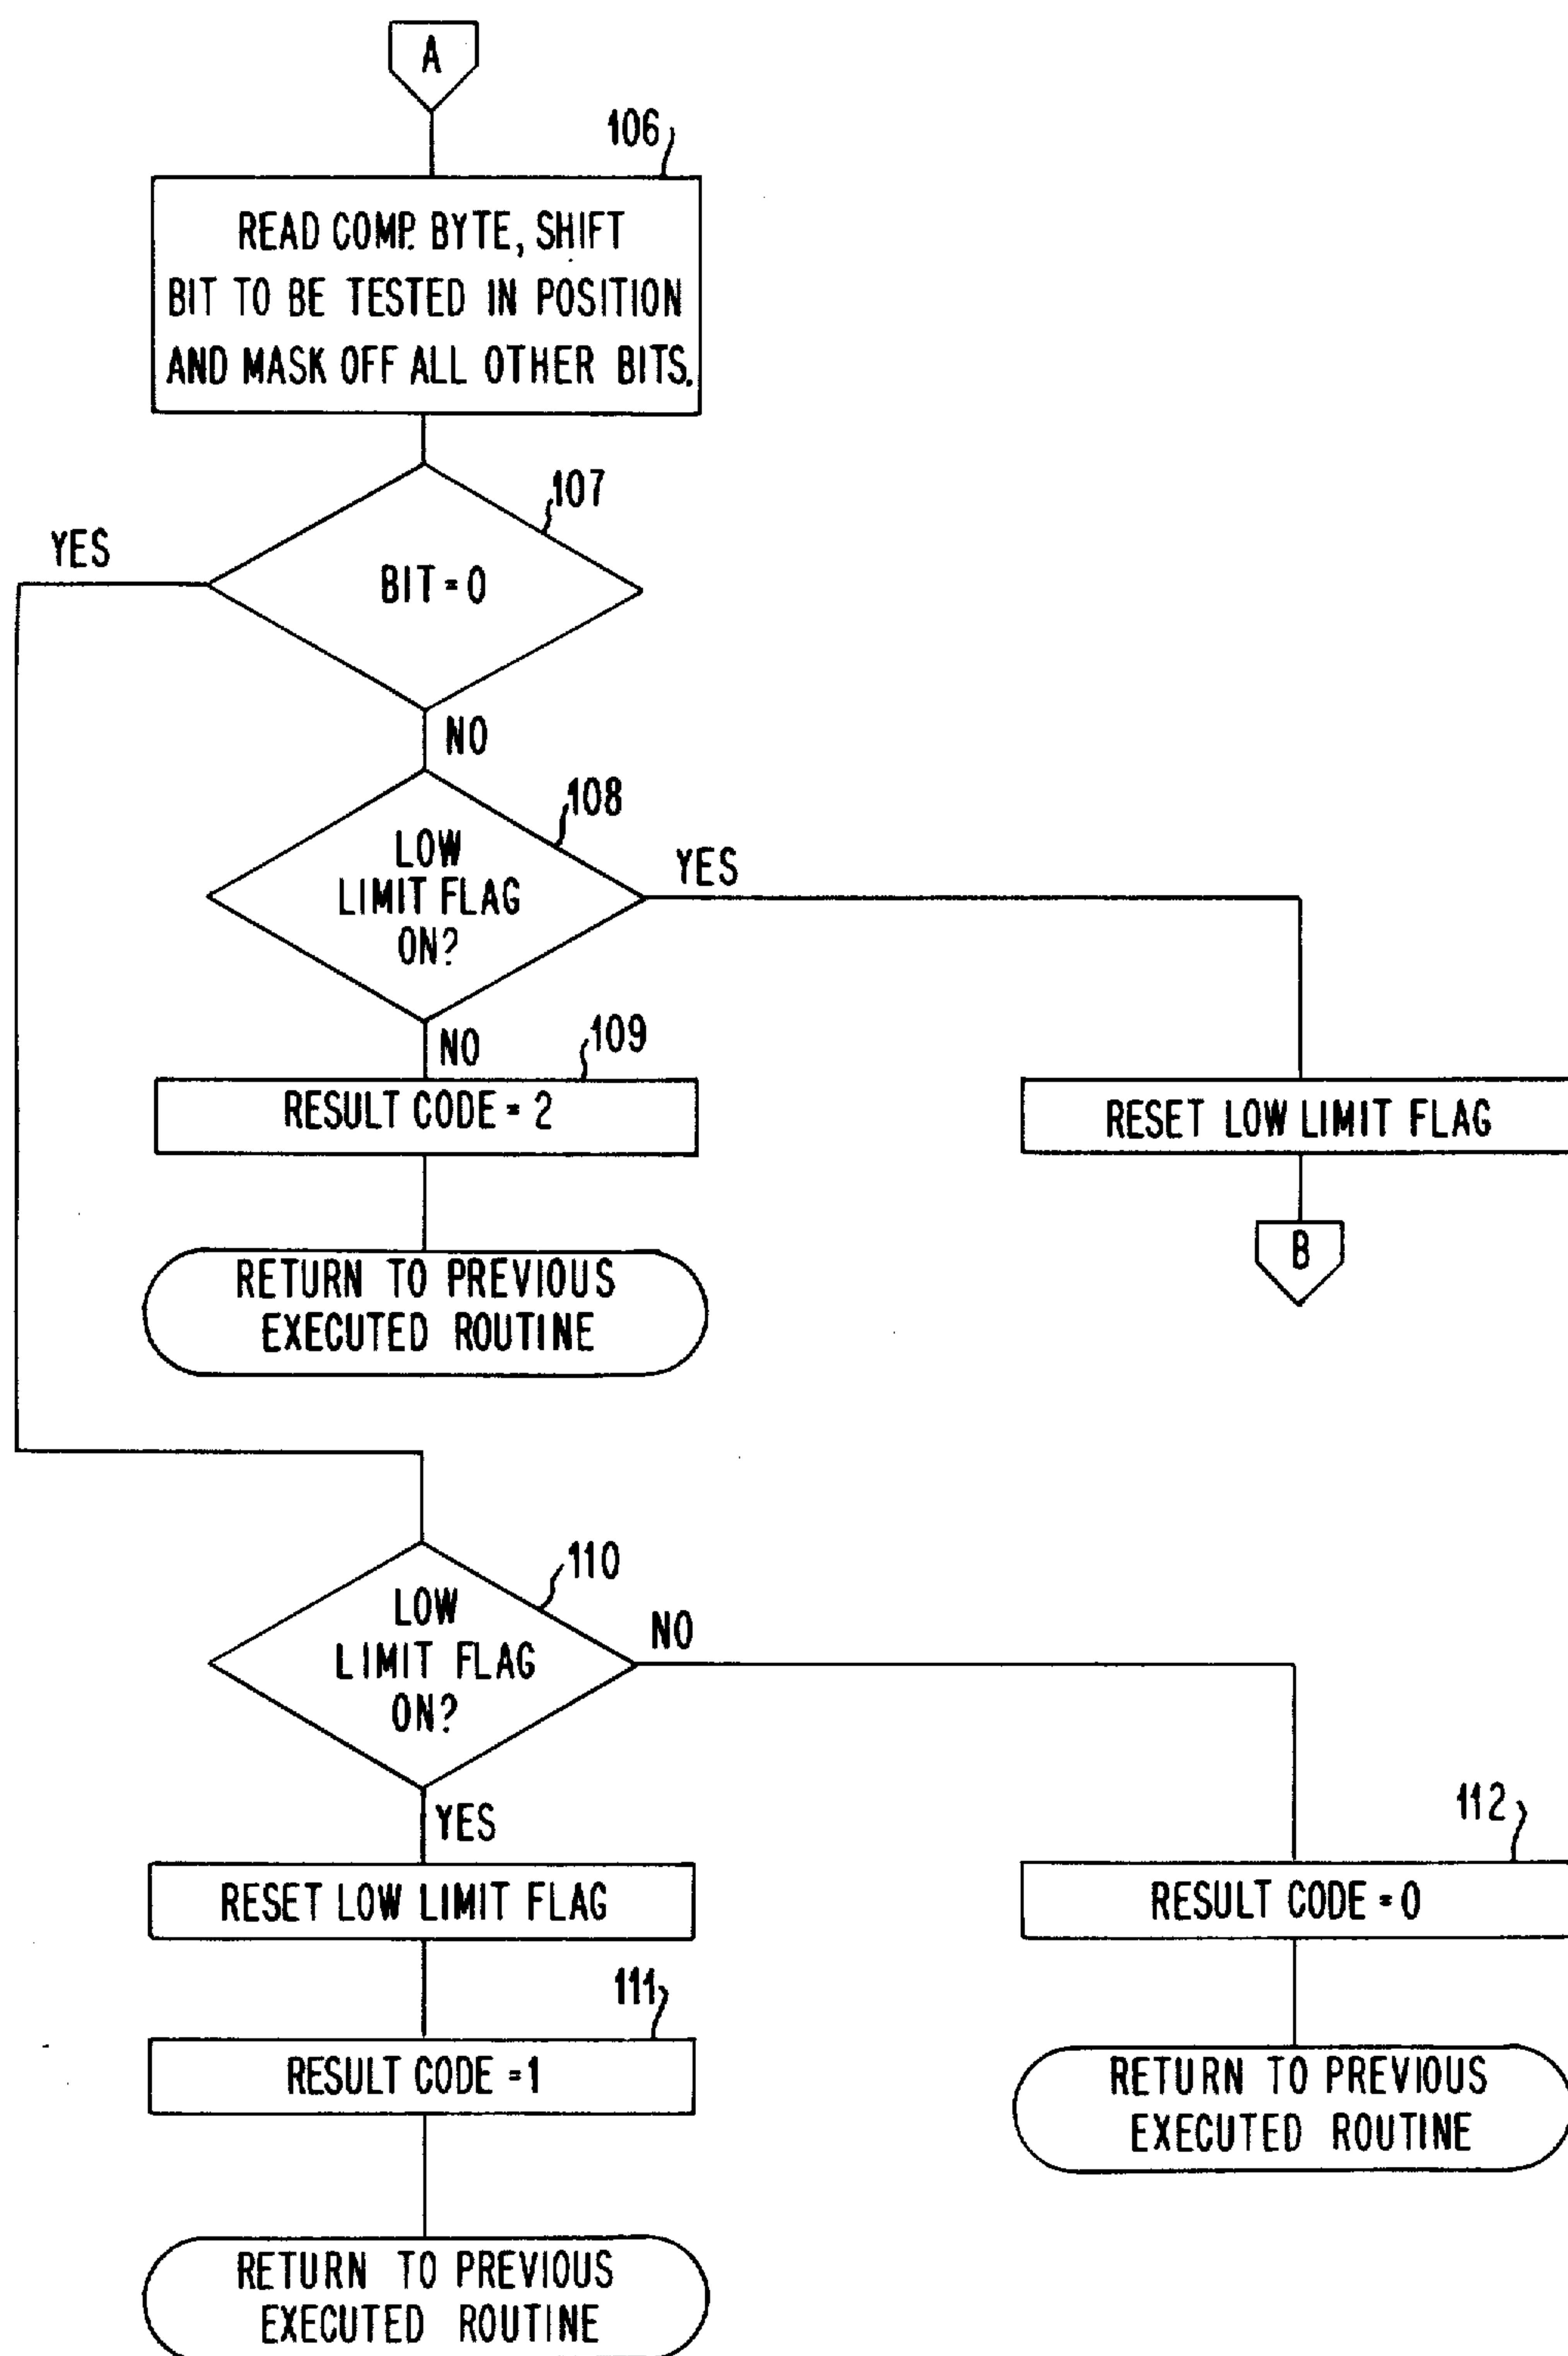 A
106
READ COMP. BYTE, SHIFT
BIT TO BE TESTED IN POSITION
AND MASK OFF ALL OTHER BITS.
107
YES
BIT = 0
NO
108
LOW
LIMIT FLAG
ON?
YES
NO
109
RESULT CODE = 2
RESET LOW LIMIT FLAG
RETURN TO PREVIOUS
EXECUTED ROUTINE
B
110
LOW
LIMIT FLAG
ON?
NO
YES
112
RESET LOW LIMIT FLAG
RESULT CODE = 0
111
RESULT CODE = 1
RETURN TO PREVIOUS
EXECUTED ROUTINE
RETURN TO PREVIOUS
EXECUTED ROUTINE